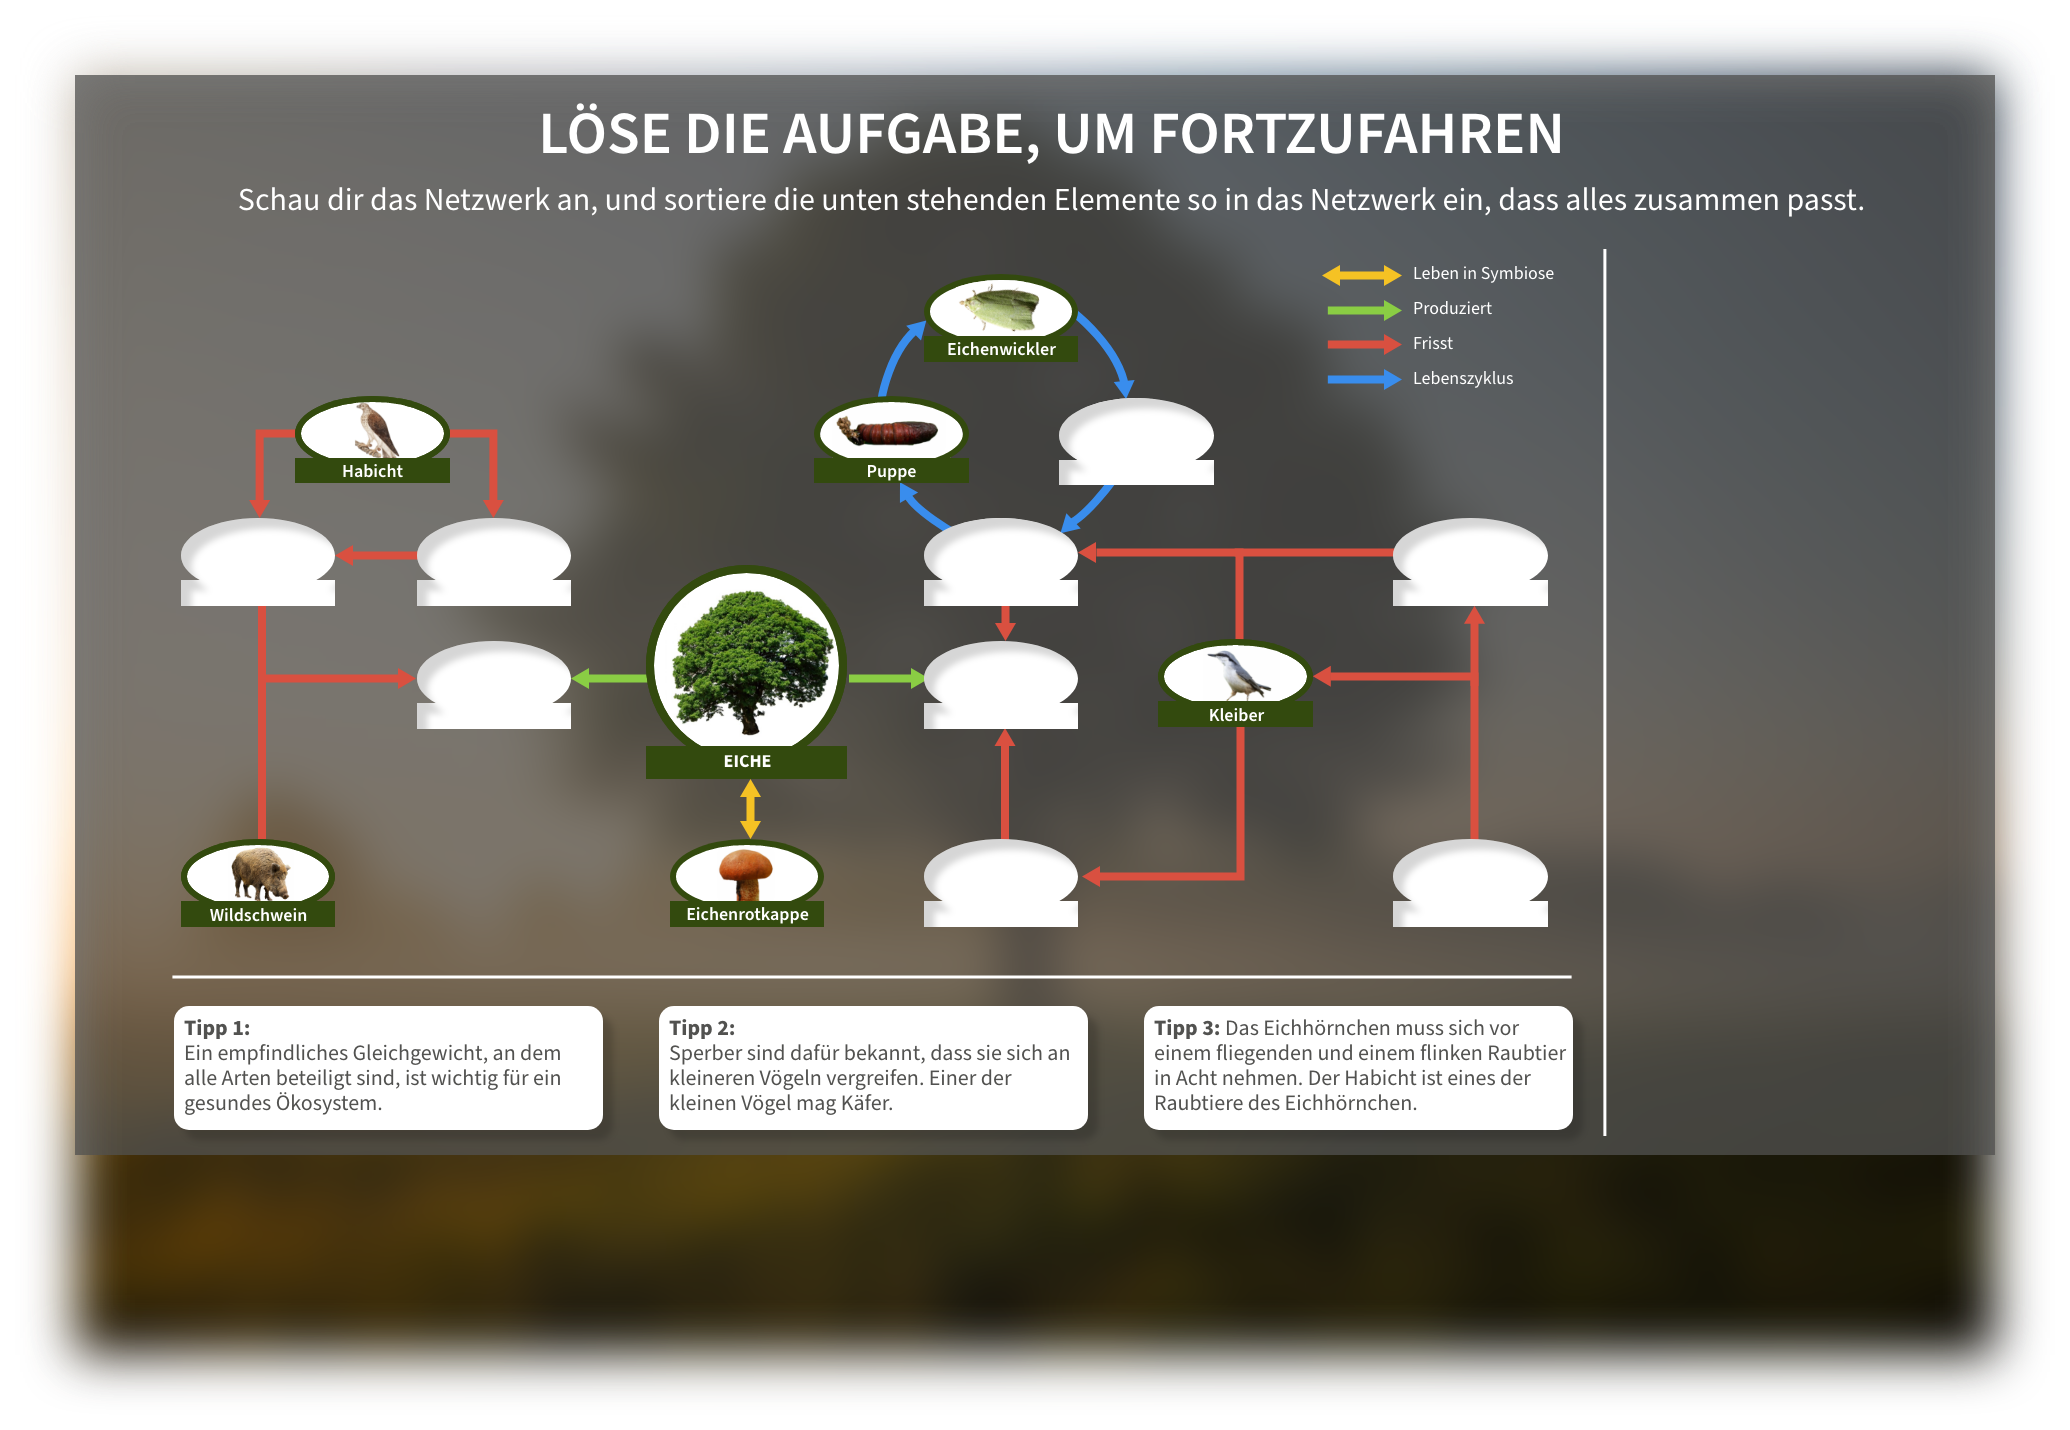 LÖSE DIE AUFGABE, UM FORTZUFAHREN
Schau dir das Netzwerk an, und sortiere die unten stehenden Elemente so in das Netzwerk ein, dass alles zusammen passt.
Leben in Symbiose
Produziert
Frisst
Lebenszyklus
Eichenwickler
Habicht
Puppe
Kleiber
EICHE
Wildschwein
Eichenrotkappe
Tipp 1:
Ein empfindliches Gleichgewicht, an dem
alle Arten beteiligt sind, ist wichtig für ein
gesundes Ökosystem.
Tipp 2:
Sperber sind dafür bekannt, dass sie sich an
kleineren Vögeln vergreifen. Einer der
kleinen Vögel mag Käfer.
Tipp 3: Das Eichhörnchen muss sich vor
einem fliegenden und einem flinken Raubtier
in Acht nehmen. Der Habicht ist eines der
Raubtiere des Eichhörnchen.